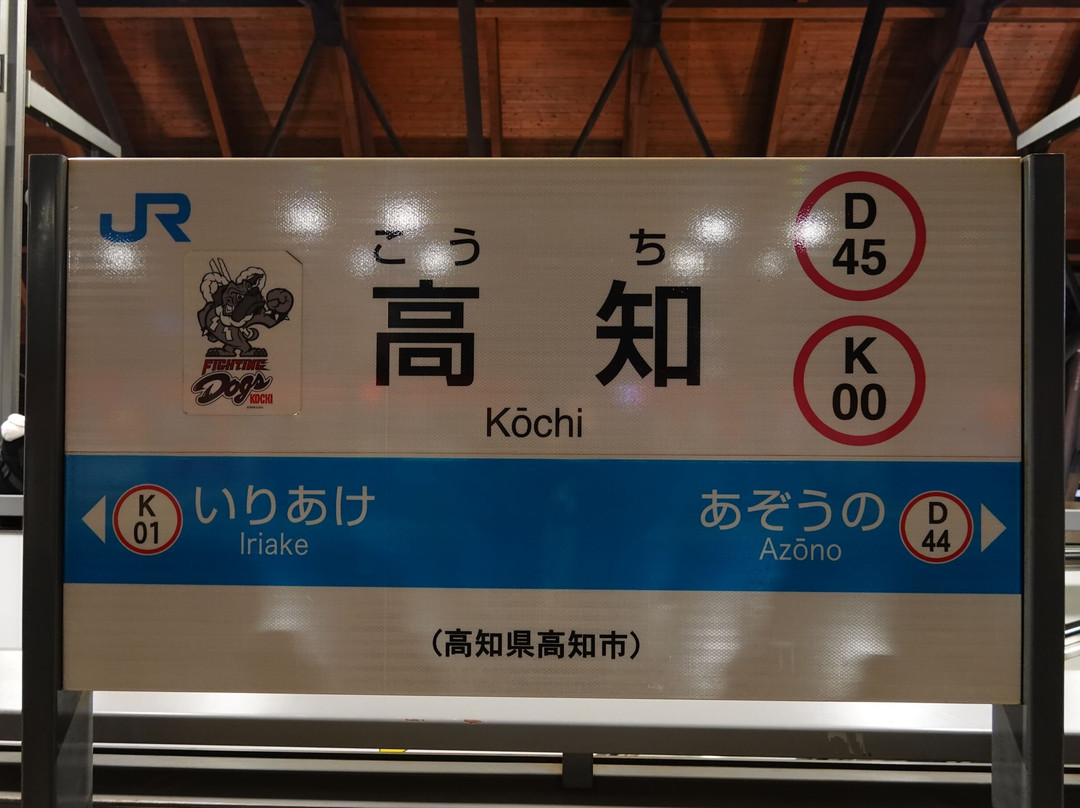 JR
こうち
高知
Kōchi
D
45
K
00
FIGHTING
Dogs
KOCHI
K
01
いりあけ
Iriake
あぞうの
Azōno
D
44
（高知県高知市）